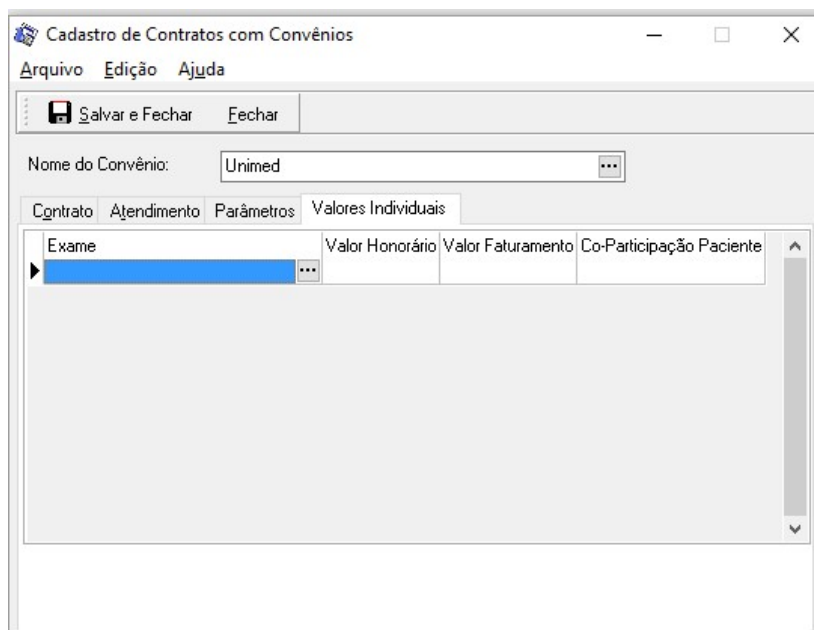 Cadastro de Contratos com Convênios
Arquivo Edição Ajuda
Salvar e Fechar Fechar
Nome do Convênio: Unimed ...
Contrato Atendimento Parâmetros Valores Individuais
Exame Valor Honorário Valor Faturamento Co-Participação Paciente
...